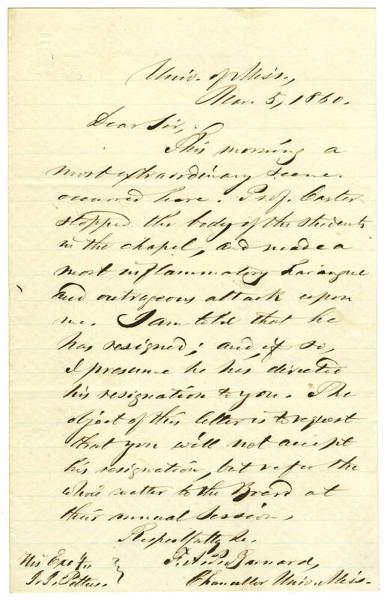 Univ. of Miss.,
Mar. 5, 1860.
Dear Sir,
This morning a
most extraordinary scene
occurred here. Prof. Carter
stopped the body of the students
in the chapel, and made a
most inflammatory harangue
and outrageous attack upon
me. I am told that he
has resigned; and if so,
I presume he has directed
his resignation to you. The
object of this letter is to request
that you will not accept
his resignation, but refer the
whole matter to the Board at
their annual session.
Respectfully &c.
F. A. P. Barnard,
Chancellor Univ. Miss.
His Excy.
J. J. Pettus.